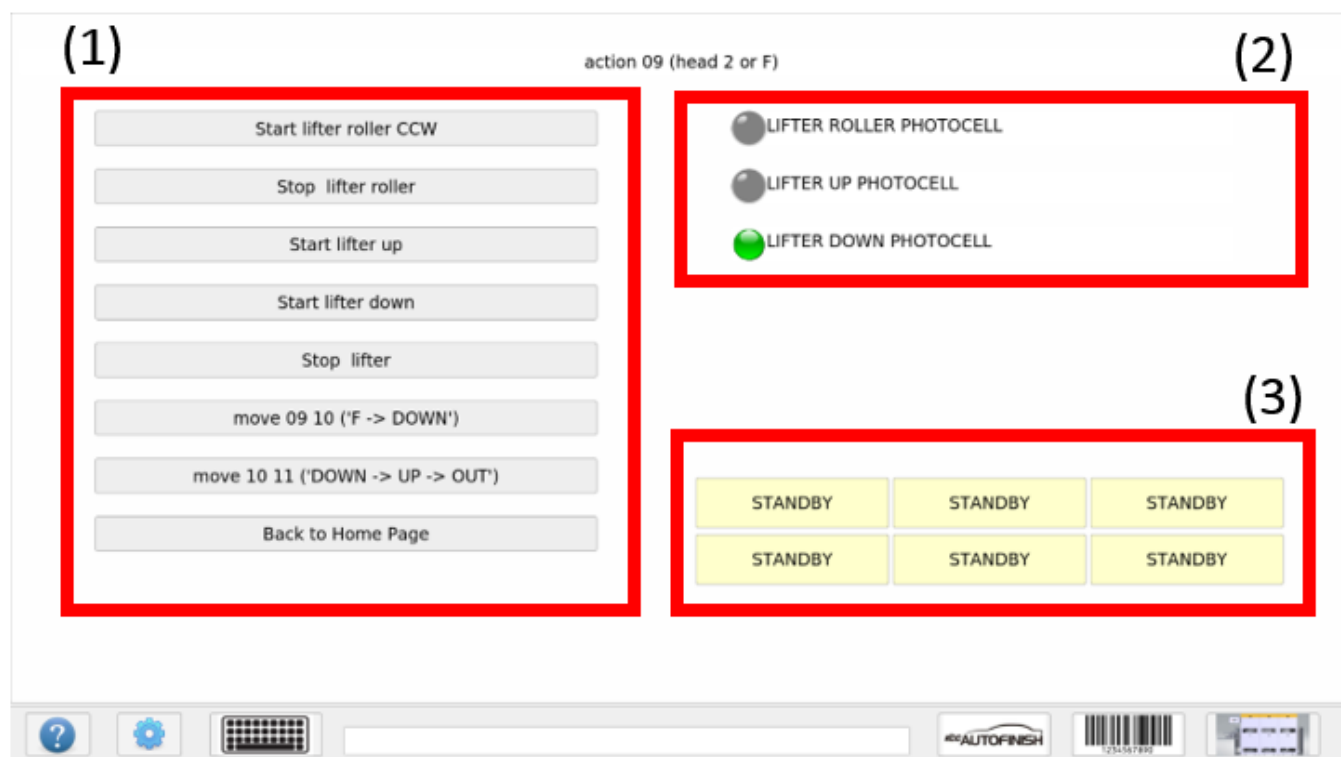 (1)
action 09 (head 2 or F)
(2)
Start lifter roller CCW
Stop lifter roller
Start lifter up
Start lifter down
Stop lifter
move 09 10 ('F -> DOWN')
move 10 11 ('DOWN -> UP -> OUT')
Back to Home Page
LIFTER ROLLER PHOTOCELL
LIFTER UP PHOTOCELL
LIFTER DOWN PHOTOCELL
(3)
STANDBY STANDBY STANDBY
STANDBY STANDBY STANDBY
?
AUTOFINISH
1234567890